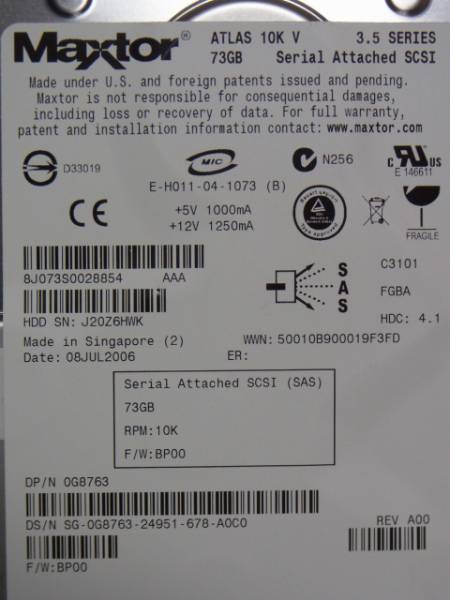 Maxtor® ATLAS 10K V 3.5 SERIES
73GB Serial Attached SCSI
Made under U.S. and foreign patents issued and pending.
Maxtor is not responsible for consequential damages,
including loss or recovery of data. For full warranty,
patent and installation information contact: www.maxtor.com
D33019 MIC N256 C RU US
E-H011-04-1073 (B) E 146611
CE +5V 1000mA
+12V 1250mA FRAGILE
8J073S0028854 AAA
HDD SN: J20Z6HWK
SAS
C3101
FGBA
HDC: 4.1
Made in Singapore (2) WWN: 50010B900019F3FD
Date: 08JUL2006 ER:
Serial Attached SCSI (SAS)
73GB
RPM:10K
F/W:BP00
DP/N 0G8763
DS/N SG-0G8763-24951-678-A0C0 REV A00
F/W:BP00